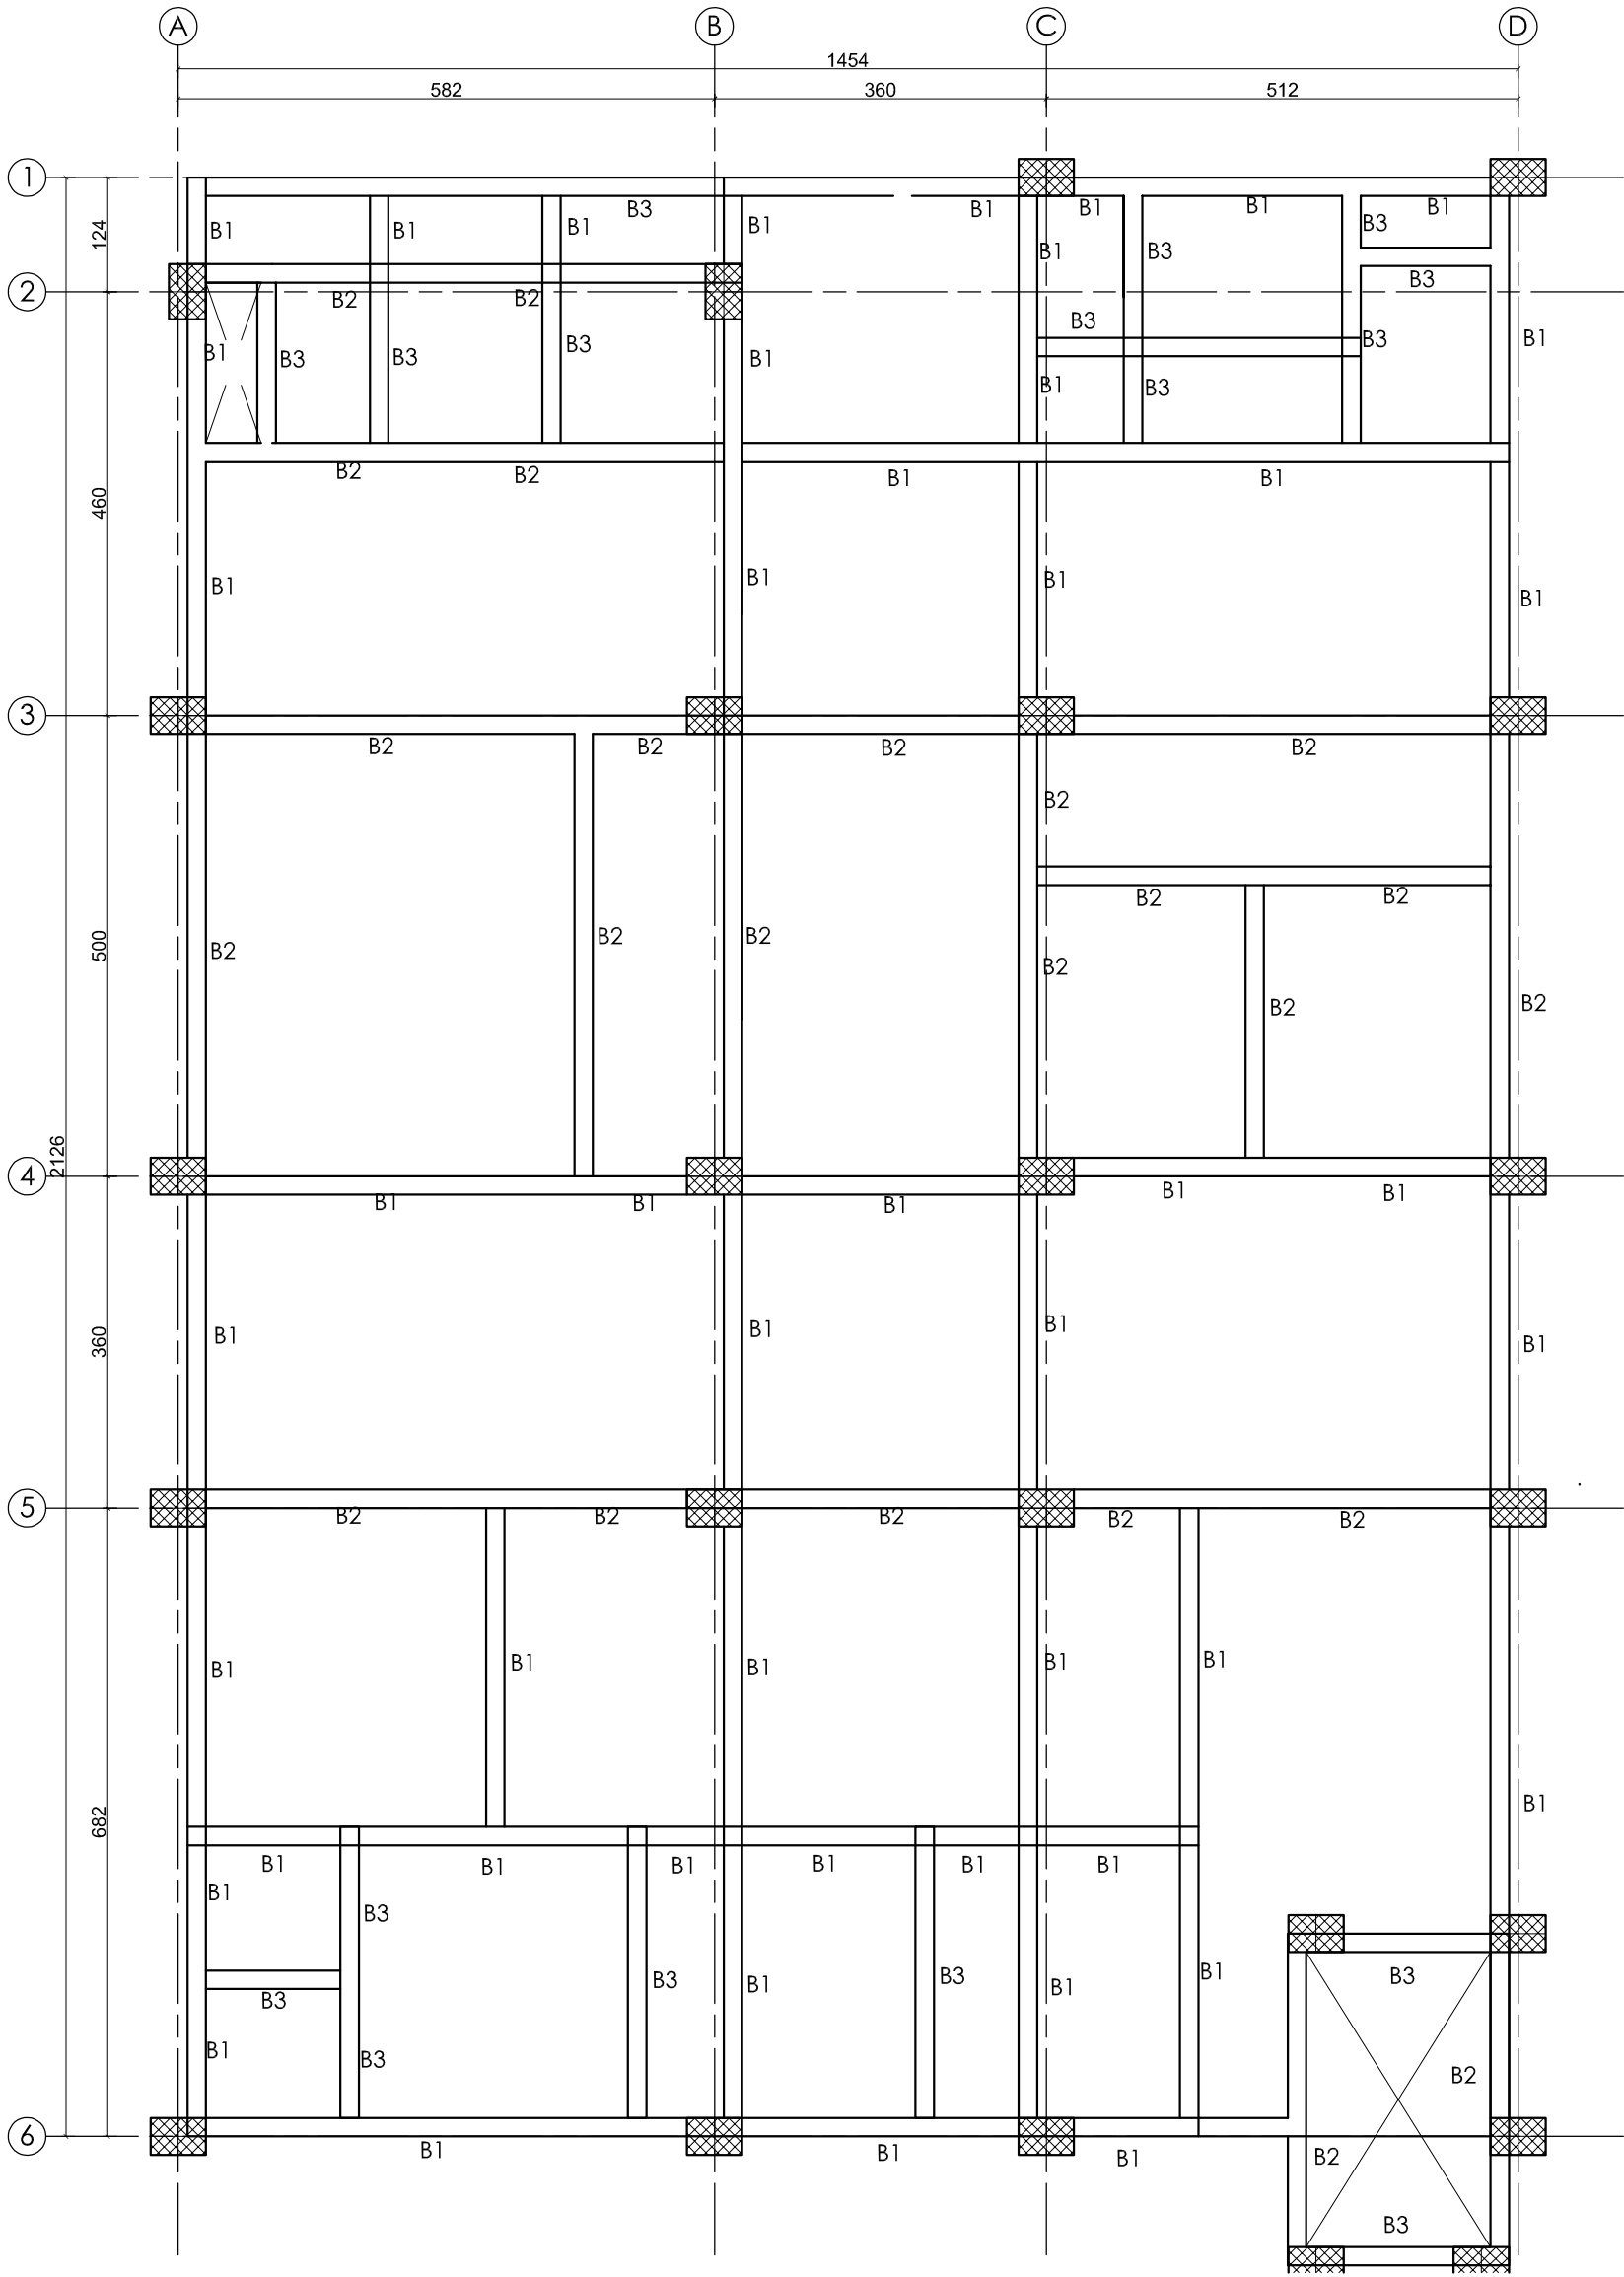 A B C D
1454
582 360 512
1
B3 B1 B1 B1
B1 B1 B1 B1 B3
124 B1 B3
2
B3
B2 B2
B3
B1 B3 B3 B3 B1 B3 B1
B1 B3
B2 B2 B1 B1
460
B1 B1 B1 B1
3
B2 B2 B2 B2
B2
B2 B2
500 B2 B2 B2 B2 B2 B2
2126
4
B1 B1 B1 B1 B1
360 B1 B1 B1 B1
5
B2 B2 B2 B2 B2
B1 B1 B1 B1 B1
682 B1
B1 B1 B1 B1 B1 B1
B1 B3
B3 B1 B3 B1 B1 B3
B3
B1 B3 B2
6
B1 B1 B1 B2
B3